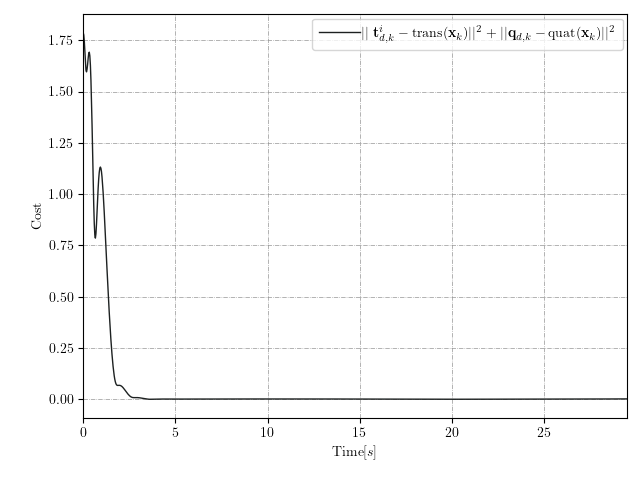 || t^i_{d,k} − trans(x_k)||² + ||q_{d,k} − quat(x_k)||²
1.75
1.50
1.25
1.00
0.75
0.50
0.25
0.00
Cost
0 5 10 15 20 25
Time[s]